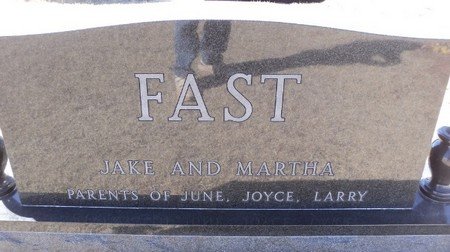 FAST
JAKE AND MARTHA
PARENTS OF JUNE, JOYCE, LARRY